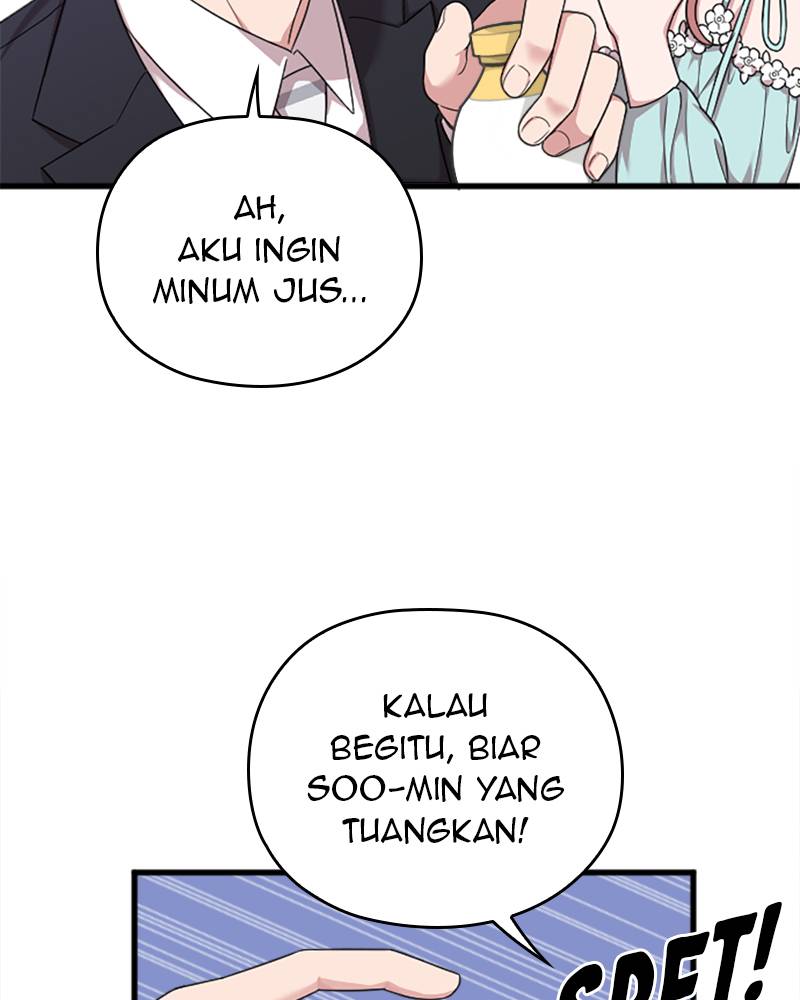 AH,
AKU INGIN
MINUM JUS...
KALAU
BEGITU, BIAR
SOO-MIN YANG
TUANGKAN!
SRET!